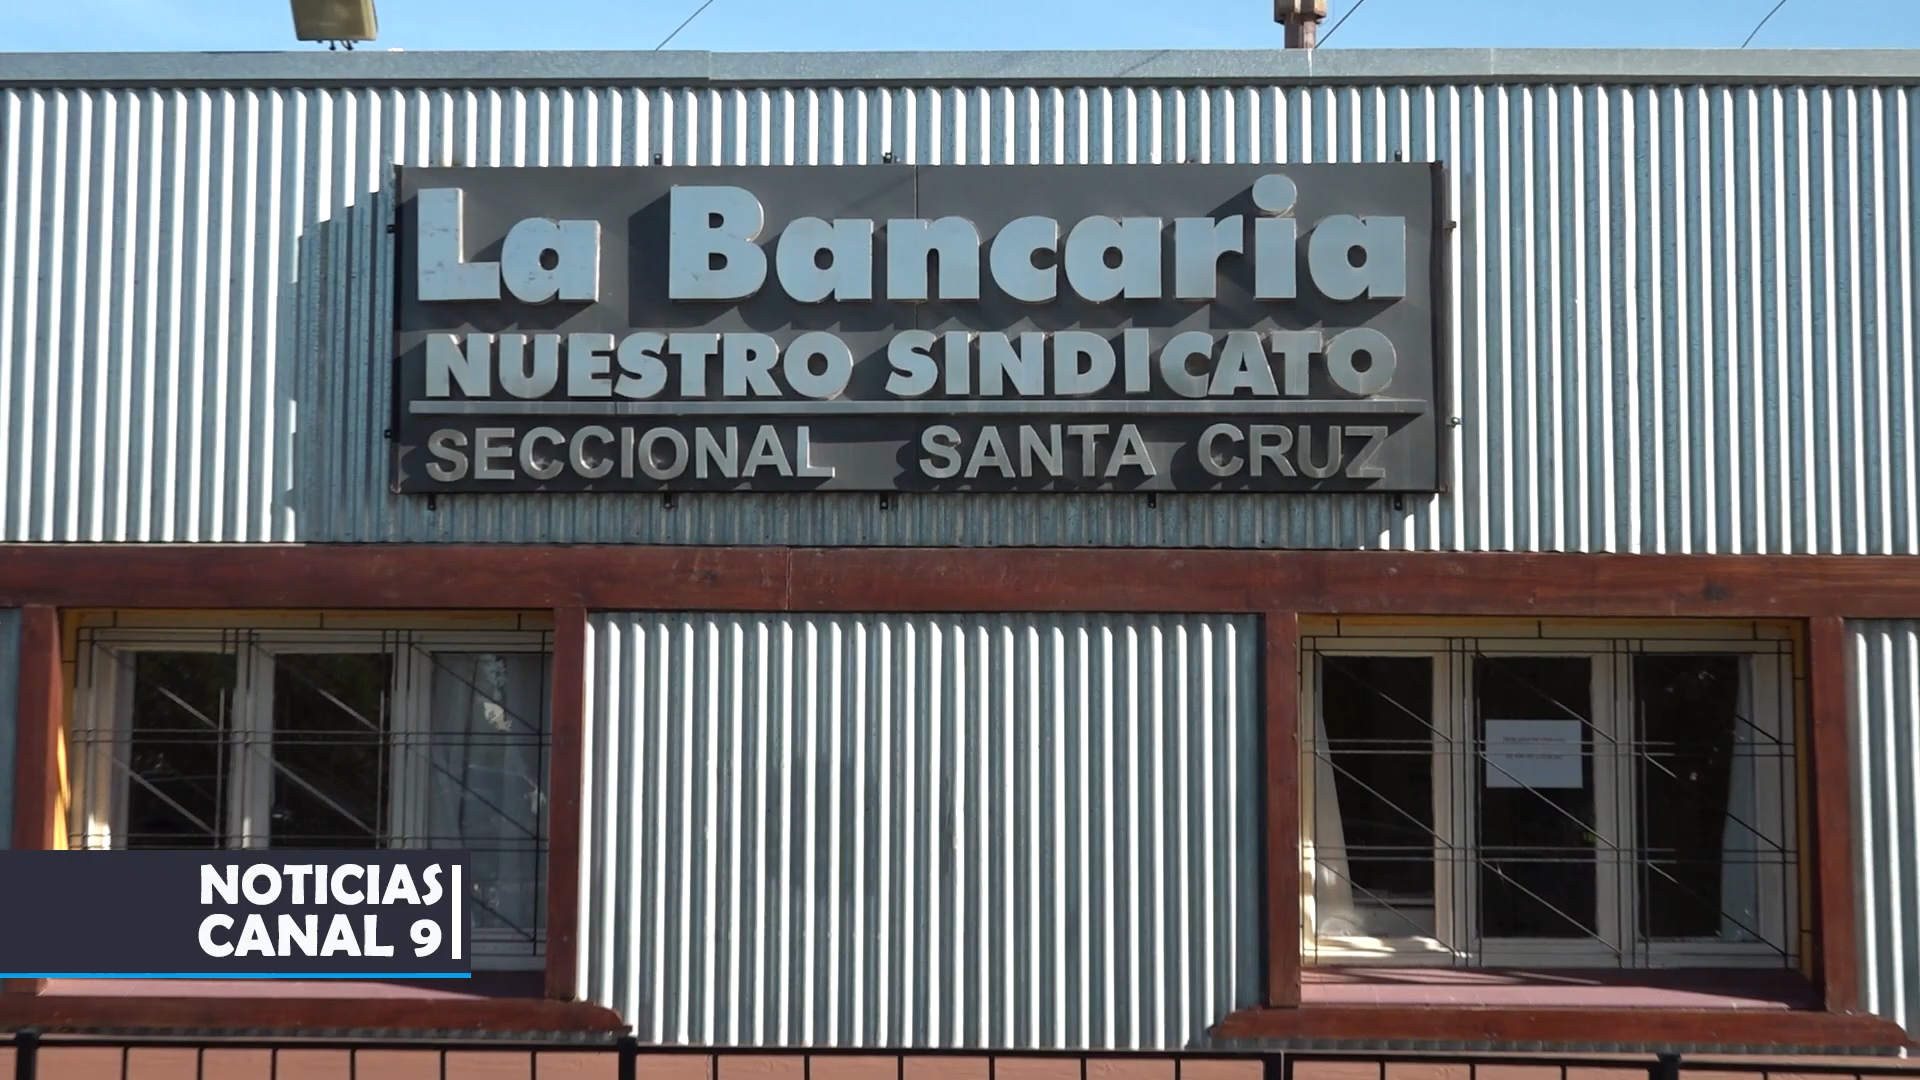 La Bancaria
NUESTRO SINDICATO
SECCIONAL SANTA CRUZ
NOTICIAS
CANAL 9